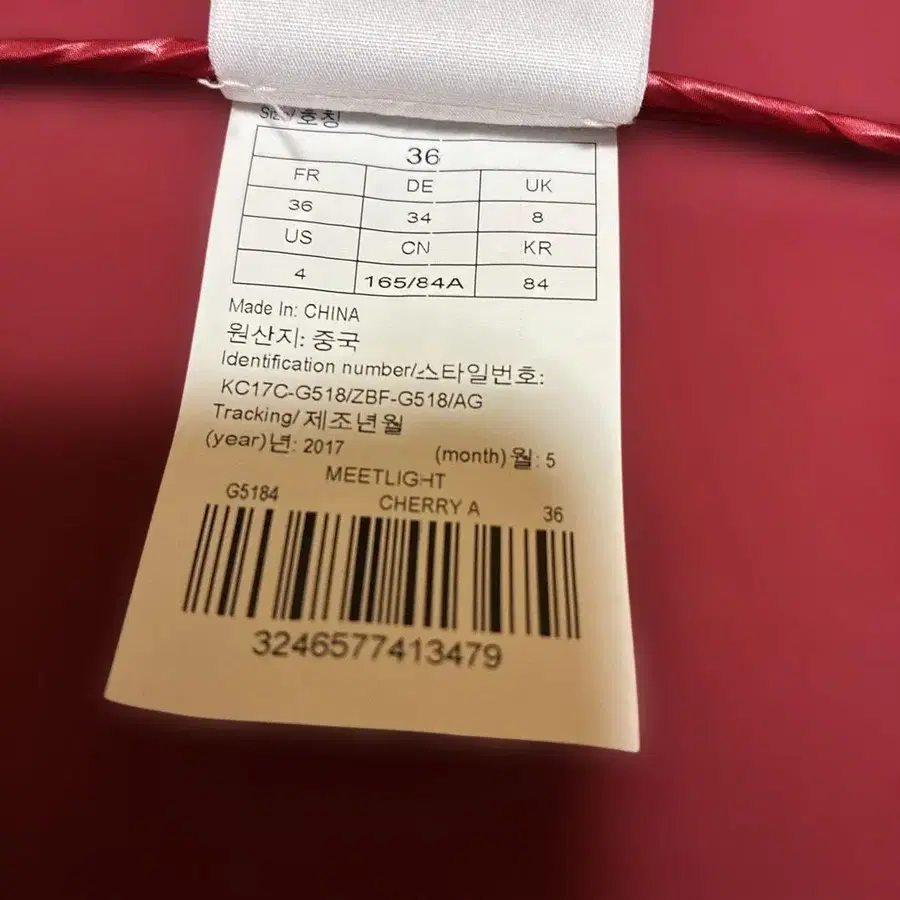 Size/호칭
36
FR DE UK
36 34 8
US CN KR
4 165/84A 84
Made In: CHINA
원산지: 중국
Identification number/스타일번호:
KC17C-G518/ZBF-G518/AG
Tracking/제조년월
(year)년: 2017 (month)월: 5
MEETLIGHT
G5184 CHERRY A 36
3246577413479